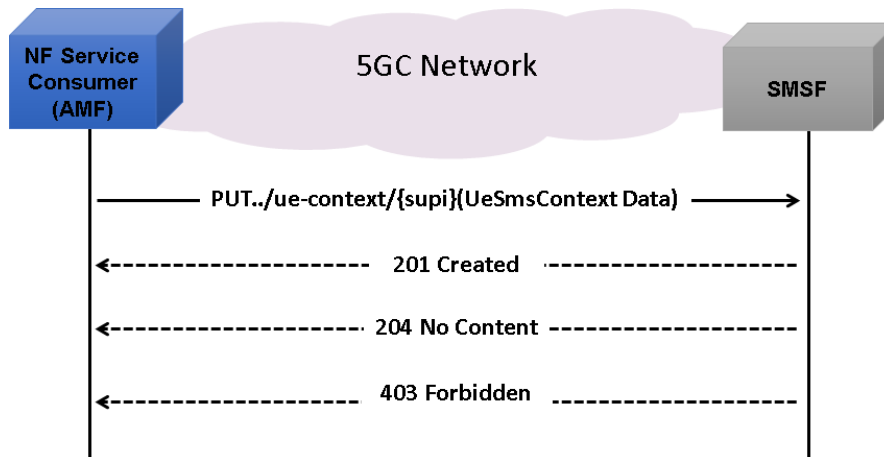 NF Service
Consumer
(AMF)
5GC Network
SMSF
PUT../ue-context/{supi}(UeSmsContext Data)
201 Created
204 No Content
403 Forbidden